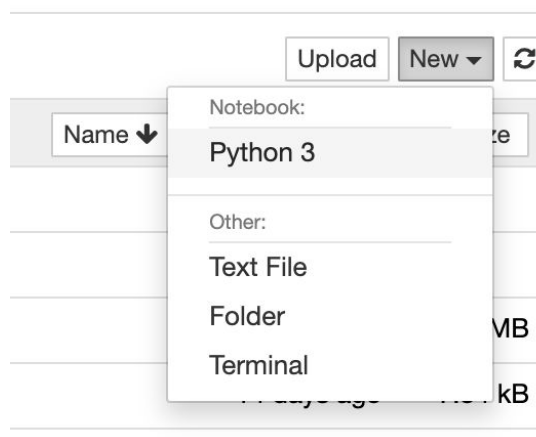 Upload New
Notebook:
Name
Python 3
Other:
Text File
Folder
MB
Terminal
kB